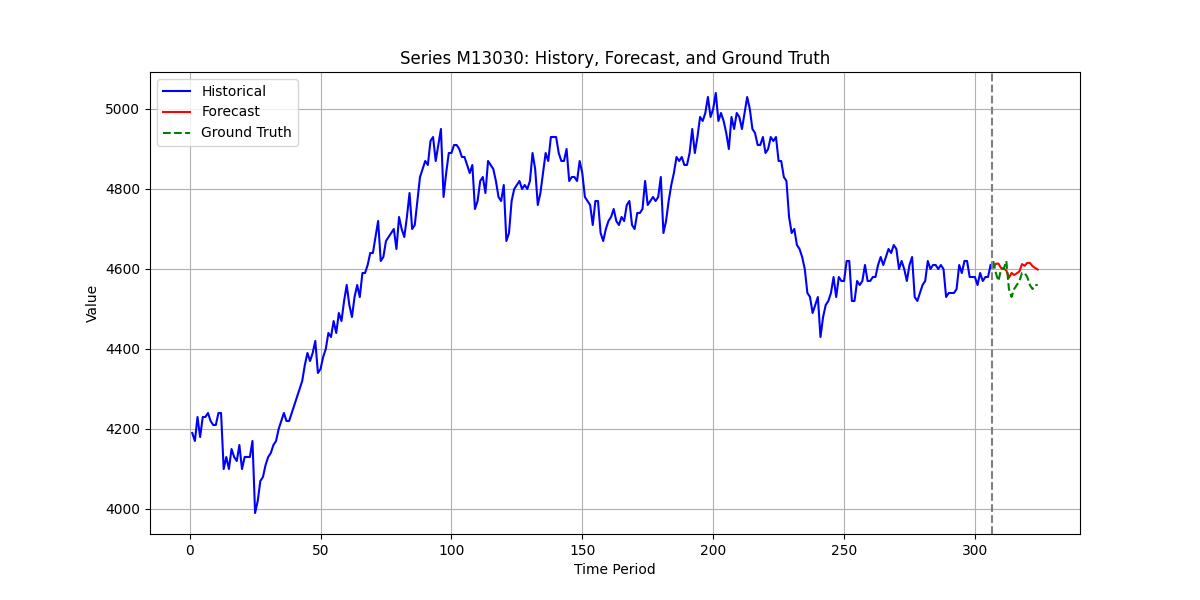 Series M13030: History, Forecast, and Ground Truth
Historical
Forecast
Ground Truth
Value
5000
4800
4600
4400
4200
4000
0 50 100 150 200 250 300
Time Period